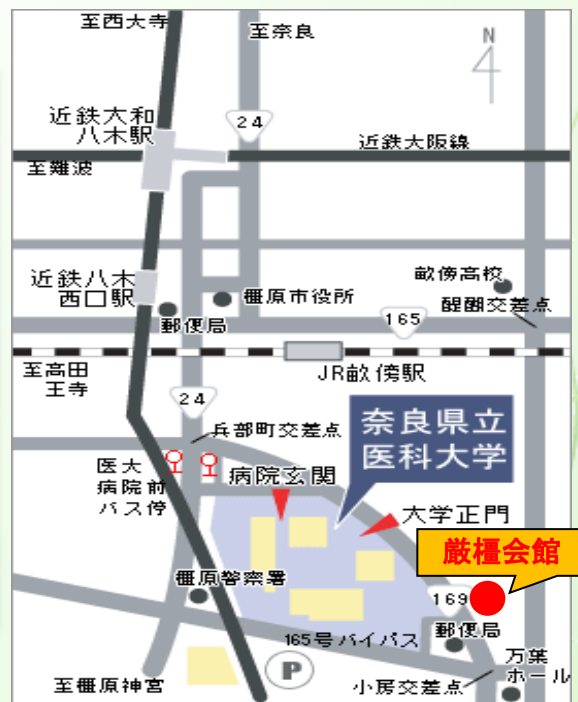 至西大寺
至奈良
N
24
近鉄大和
八木駅
近鉄大阪線
至難波
近鉄八木
西口駅
橿原市役所
畝傍高校
醍醐交差点
郵便局
165
至高田
王寺
JR畝傍駅
24
兵部町交差点
奈良県立
医科大学
医大
病院前
バス停
病院玄関
大学正門
厳橿会館
橿原警察署
169
郵便局
165号バイパス
万葉
ホール
P
至橿原神宮
小房交差点